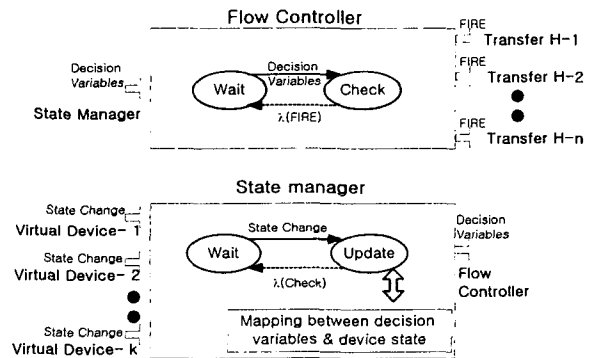 Flow Controller
Decision
Variables
State Manager
Wait
Decision
Variables
Check
λ(FIRE)
FIRE
Transfer H-1
FIRE
Transfer H-2
FIRE
Transfer H-n
State manager
State Change
Virtual Device- 1
State Change
Virtual Device- 2
State Change
Virtual Device- k
Wait
State Change
Update
λ(Check)
Mapping between decision
variables & device state
Decision
Variables
Flow
Controller